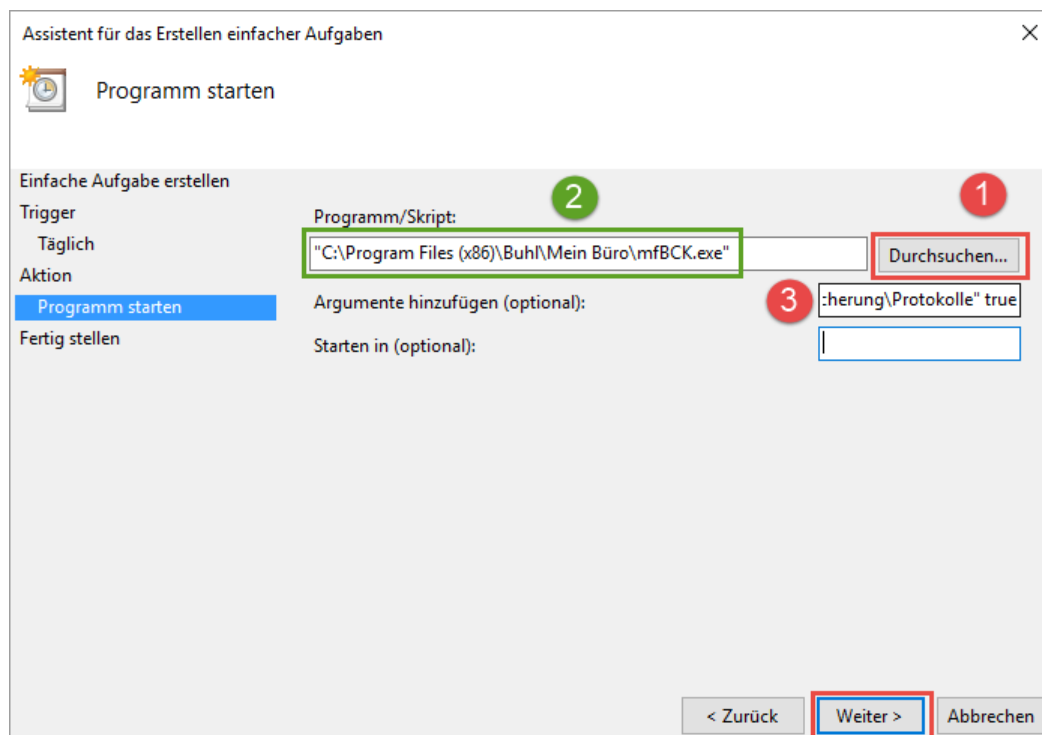 Assistent für das Erstellen einfacher Aufgaben
Programm starten
Einfache Aufgabe erstellen
Trigger
Täglich
Aktion
Programm starten
Fertig stellen
2
1
Programm/Skript:
"C:\Program Files (x86)\Buhl\Mein Büro\mfBCK.exe"
Durchsuchen...
Argumente hinzufügen (optional):
3
cherung\Protokolle" true
Starten in (optional):
< Zurück
Weiter >
Abbrechen